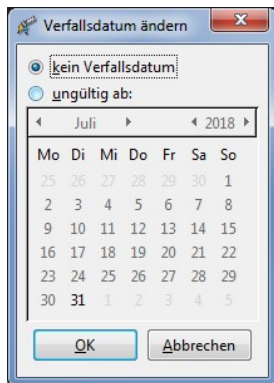 Verfallsdatum ändern
kein Verfallsdatum
ungültig ab:
Juli 2018
Mo Di Mi Do Fr Sa So
25 26 27 28 29 30 1
2 3 4 5 6 7 8
9 10 11 12 13 14 15
16 17 18 19 20 21 22
23 24 25 26 27 28 29
30 31 1 2 3 4 5
OK Abbrechen